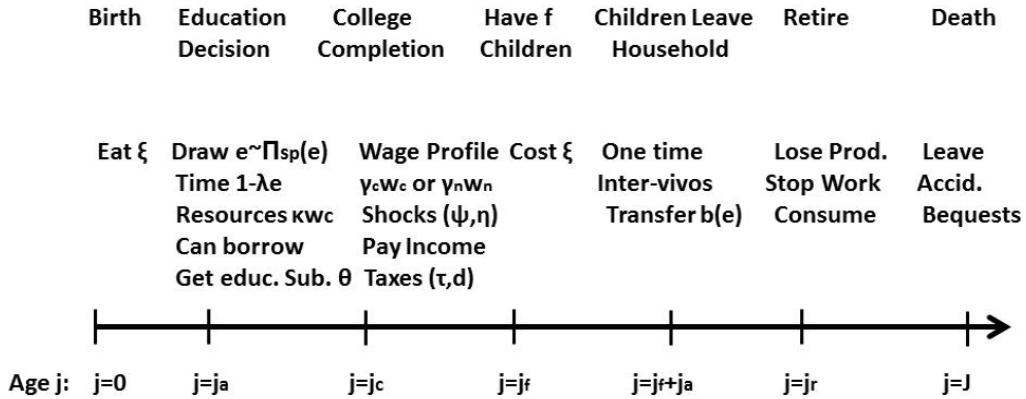 Birth Education College Have f Children Leave Retire Death
Decision Completion Children Household
Eat ξ Draw e~Πsp(e) Wage Profile Cost ξ One time Lose Prod. Leave
Time 1-λe γcwc or γnwn Inter-vivos Stop Work Accid.
Resources κwc Shocks (ψ,η) Transfer b(e) Consume Bequests
Can borrow Pay Income
Get educ. Sub. θ Taxes (τ,d)
Age j: j=0 j=ja j=jc j=jf j=jf+ja j=jr j=J